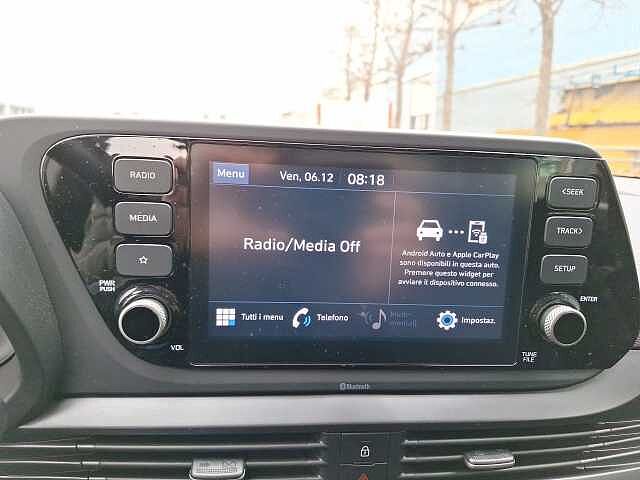 RADIO
MEDIA
PWR
PUSH
VOL
Menu
Ven, 06.12
08:18
Radio/Media Off
Android Auto e Apple CarPlay
sono disponibili in questa auto.
Premere questo widget per
avviare il dispositivo connesso.
Tutti i menu
Telefono
Impostaz.
<SEEK
TRACK>
SETUP
ENTER
TUNE
FILE
Bluetooth